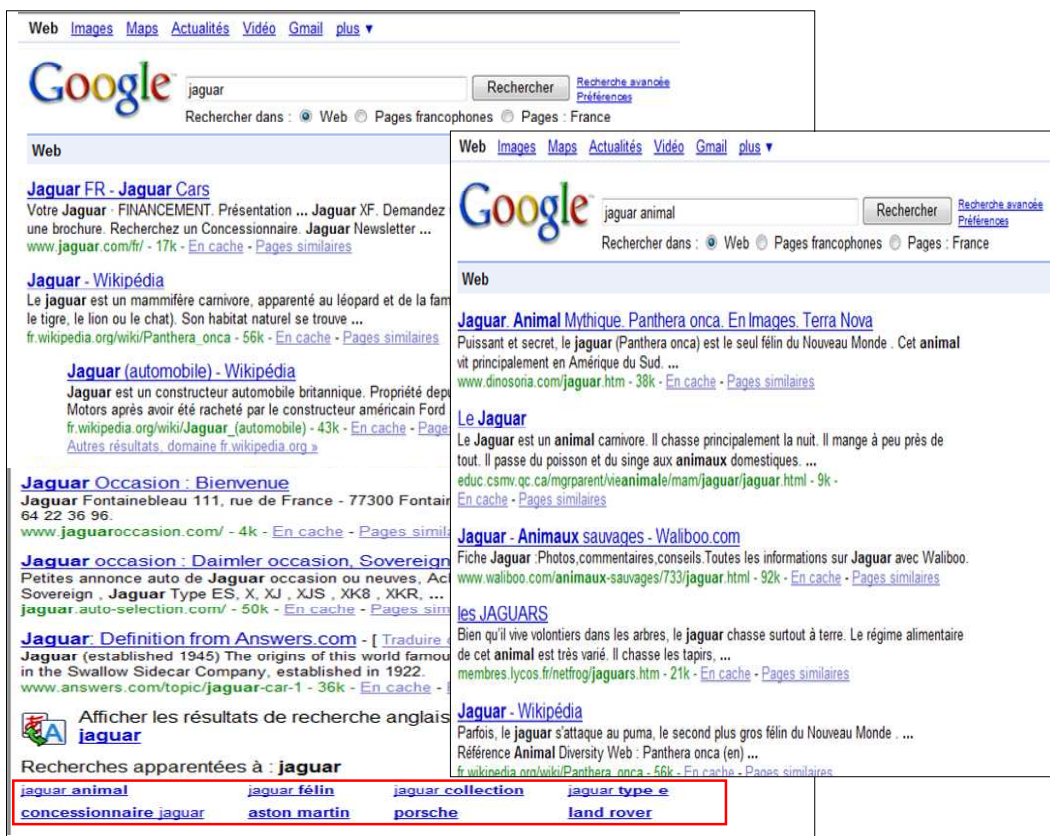 Web Images Maps Actualités Vidéo Gmail plus ▼
Google jaguar Rechercher Recherche avancée
Préférences
Rechercher dans : Web Pages francophones Pages : France
Web
Jaguar FR - Jaguar Cars
Votre Jaguar · FINANCEMENT. Présentation ... Jaguar XF. Demandez
une brochure. Recherchez un Concessionnaire. Jaguar Newsletter ...
www.jaguar.com/fr/ - 17k - En cache - Pages similaires
Jaguar - Wikipédia
Le jaguar est un mammifère carnivore, apparenté au léopard et de la
le tigre, le lion ou le chat). Son habitat naturel se trouve ...
fr.wikipedia.org/wiki/Panthera_onca - 56k - En cache - Pages similaires
Jaguar (automobile) - Wikipédia
Jaguar est un constructeur automobile britannique. Propriété
Motors après avoir été racheté par le constructeur américain Ford
fr.wikipedia.org/wiki/Jaguar_(automobile) - 43k - En cache -
Autres résultats, domaine fr.wikipedia.org »
Jaguar Occasion : Bienvenue
Jaguar Fontainebleau 111, rue de France - 77300
64 22 36 96.
www.jaguaroccasion.com/ - 4k - En cache - Pages
Jaguar occasion : Daimler occasion, Sovereign
Petites annonce auto de Jaguar occasion ou neuves,
Sovereign , Jaguar Type ES, X, XJ , XJS , XK8 , XKR, ...
jaguar.auto-selection.com/ - 50k - En cache - Pages
Jaguar: Definition from Answers.com - [ Traduire
Jaguar (established 1945) The origins of this world
in the Swallow Sidecar Company, established in 1922.
www.answers.com/topic/jaguar-car-1 - 36k - En cache -
Afficher les résultats de recherche anglais
jaguar
Recherches apparentées à : jaguar
jaguar animal jaguar félin jaguar collection jaguar type e
concessionnaire jaguar aston martin porsche land rover
Web Images Maps Actualités Vidéo Gmail plus ▼
Google jaguar animal Rechercher Recherche avancée
Préférences
Rechercher dans : Web Pages francophones Pages : France
Web
Jaguar. Animal Mythique. Panthera onca. En Images. Terra Nova
Puissant et secret, le jaguar (Panthera onca) est le seul félin du Nouveau Monde . Cet animal
vit principalement en Amérique du Sud. ...
www.dinosoria.com/jaguar.htm - 38k - En cache - Pages similaires
Le Jaguar
Le Jaguar est un animal carnivore. Il chasse principalement la nuit. Il mange à peu près de
tout. Il passe du poisson et du singe aux animaux domestiques. ...
educ.csmv.qc.ca/mgrparent/vieanimale/mam/jaguar/jaguar.html - 9k -
En cache - Pages similaires
Jaguar - Animaux sauvages - Waliboo.com
Fiche Jaguar :Photos,commentaires,conseils.Toutes les informations sur Jaguar avec Waliboo.
www.waliboo.com/animaux-sauvages/733/jaguar.html - 92k - En cache - Pages similaires
les JAGUARS
Bien qu'il vive volontiers dans les arbres, le jaguar chasse surtout à terre. Le régime alimentaire
de cet animal est très varié. Il chasse les tapirs, ...
membres.lycos.fr/netfrog/jaguars.htm - 21k - En cache - Pages similaires
Jaguar - Wikipédia
Parfois, le jaguar s'attaque au puma, le second plus gros félin du Nouveau Monde . ...
Référence Animal Diversity Web : Panthera onca (en) ...
fr.wikipedia.org/wiki/Panthera_onca - 56k - En cache - Pages similaires